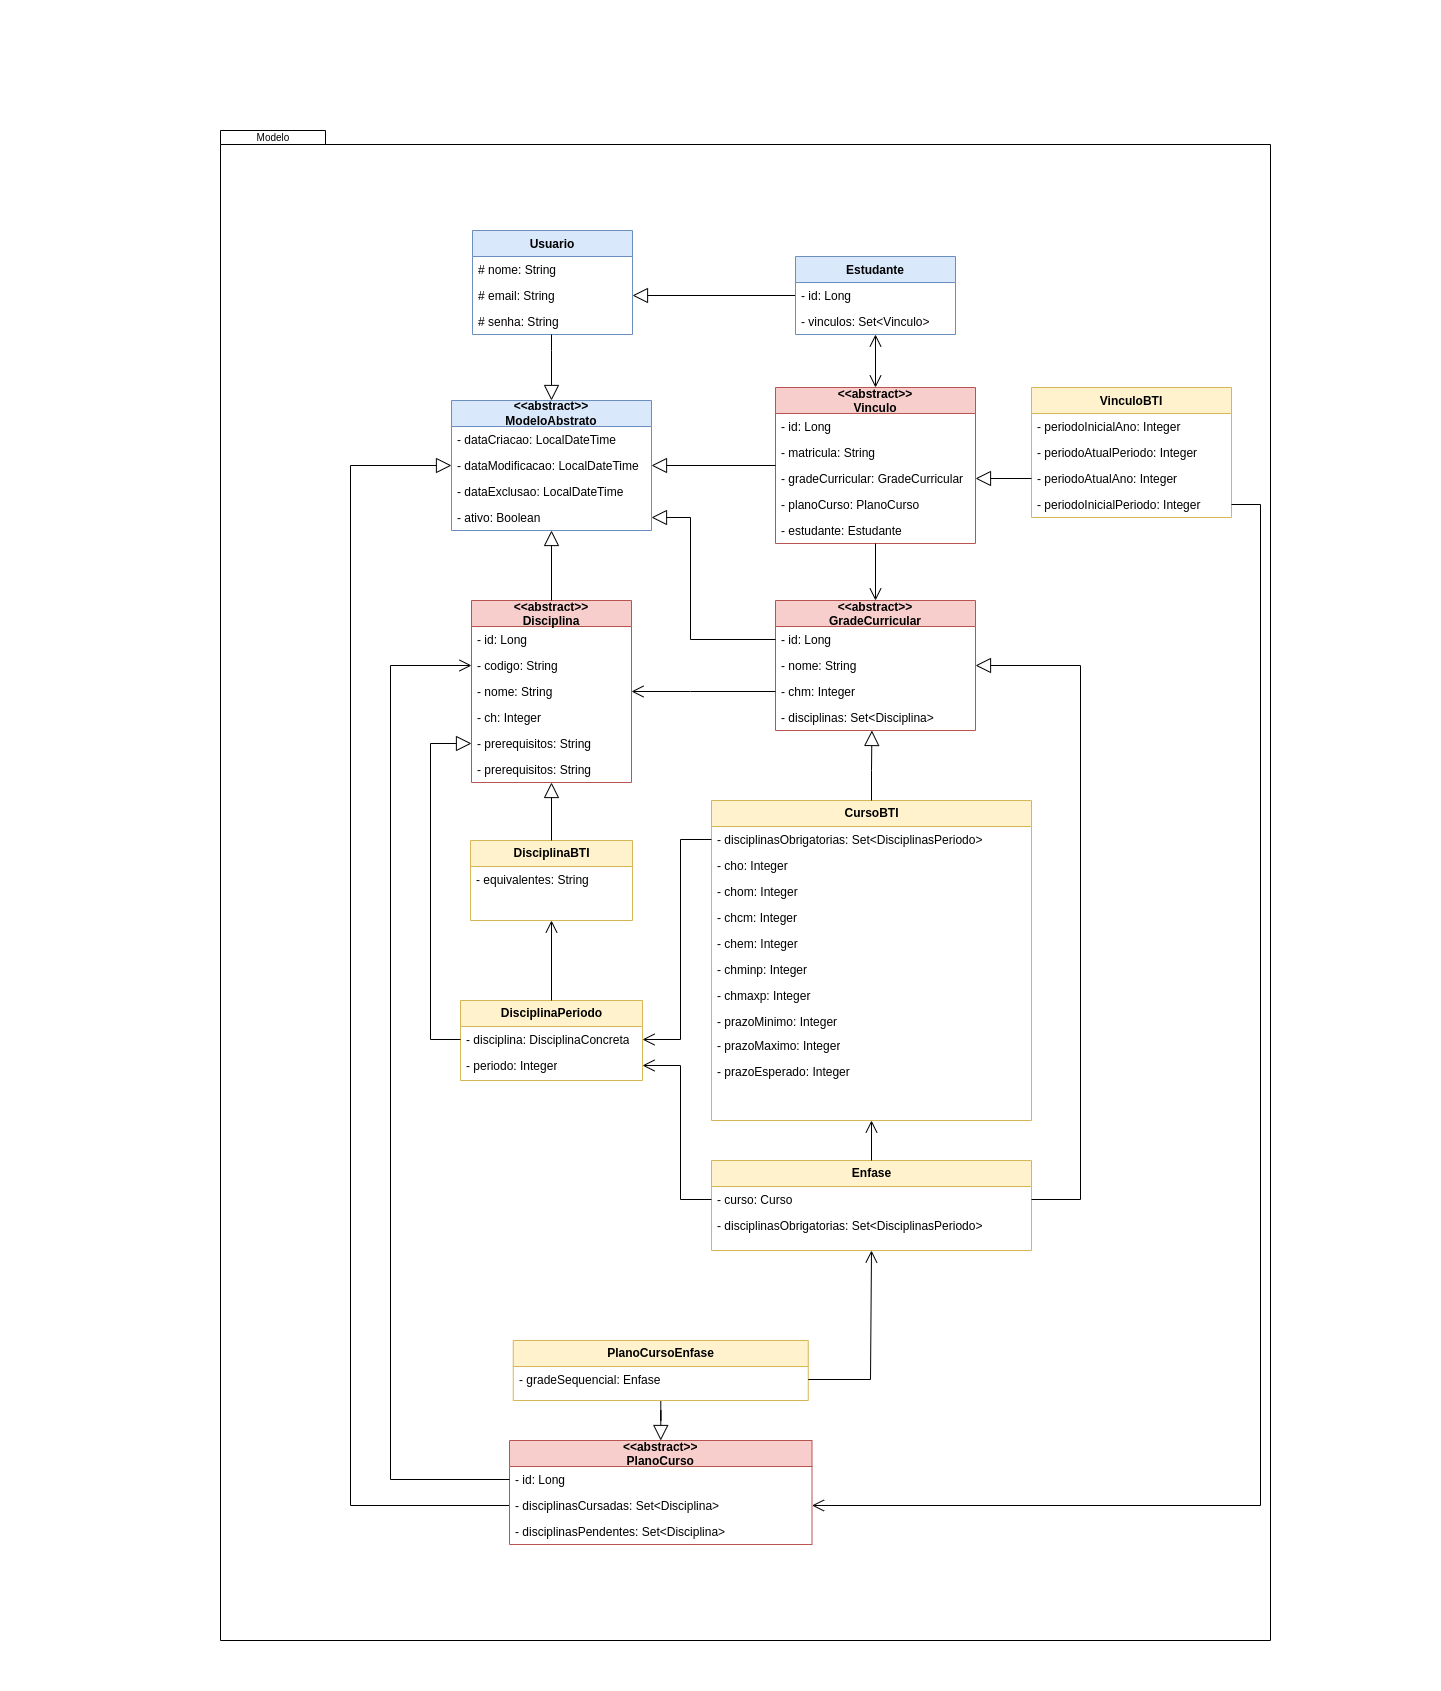 Modelo
Usuario
# nome: String
# email: String
# senha: String
Estudante
- id: Long
- vinculos: Set<Vinculo>
<<abstract>>
ModeloAbstrato
- dataCriacao: LocalDateTime
- dataModificacao: LocalDateTime
- dataExclusao: LocalDateTime
- ativo: Boolean
<<abstract>>
Vinculo
- id: Long
- matricula: String
- gradeCurricular: GradeCurricular
- planoCurso: PlanoCurso
- estudante: Estudante
VinculoBTI
- periodoInicialAno: Integer
- periodoAtualPeriodo: Integer
- periodoAtualAno: Integer
- periodoInicialPeriodo: Integer
<<abstract>>
Disciplina
- id: Long
- codigo: String
- nome: String
- ch: Integer
- prerequisitos: String
- prerequisitos: String
<<abstract>>
GradeCurricular
- id: Long
- nome: String
- chm: Integer
- disciplinas: Set<Disciplina>
DisciplinaBTI
- equivalentes: String
CursoBTI
- disciplinasObrigatorias: Set<DisciplinasPeriodo>
- cho: Integer
- chom: Integer
- chcm: Integer
- chem: Integer
- chminp: Integer
- chmaxp: Integer
- prazoMinimo: Integer
- prazoMaximo: Integer
- prazoEsperado: Integer
DisciplinaPeriodo
- disciplina: DisciplinaConcreta
- periodo: Integer
Enfase
- curso: Curso
- disciplinasObrigatorias: Set<DisciplinasPeriodo>
PlanoCursoEnfase
- gradeSequencial: Enfase
<<abstract>>
PlanoCurso
- id: Long
- disciplinasCursadas: Set<Disciplina>
- disciplinasPendentes: Set<Disciplina>